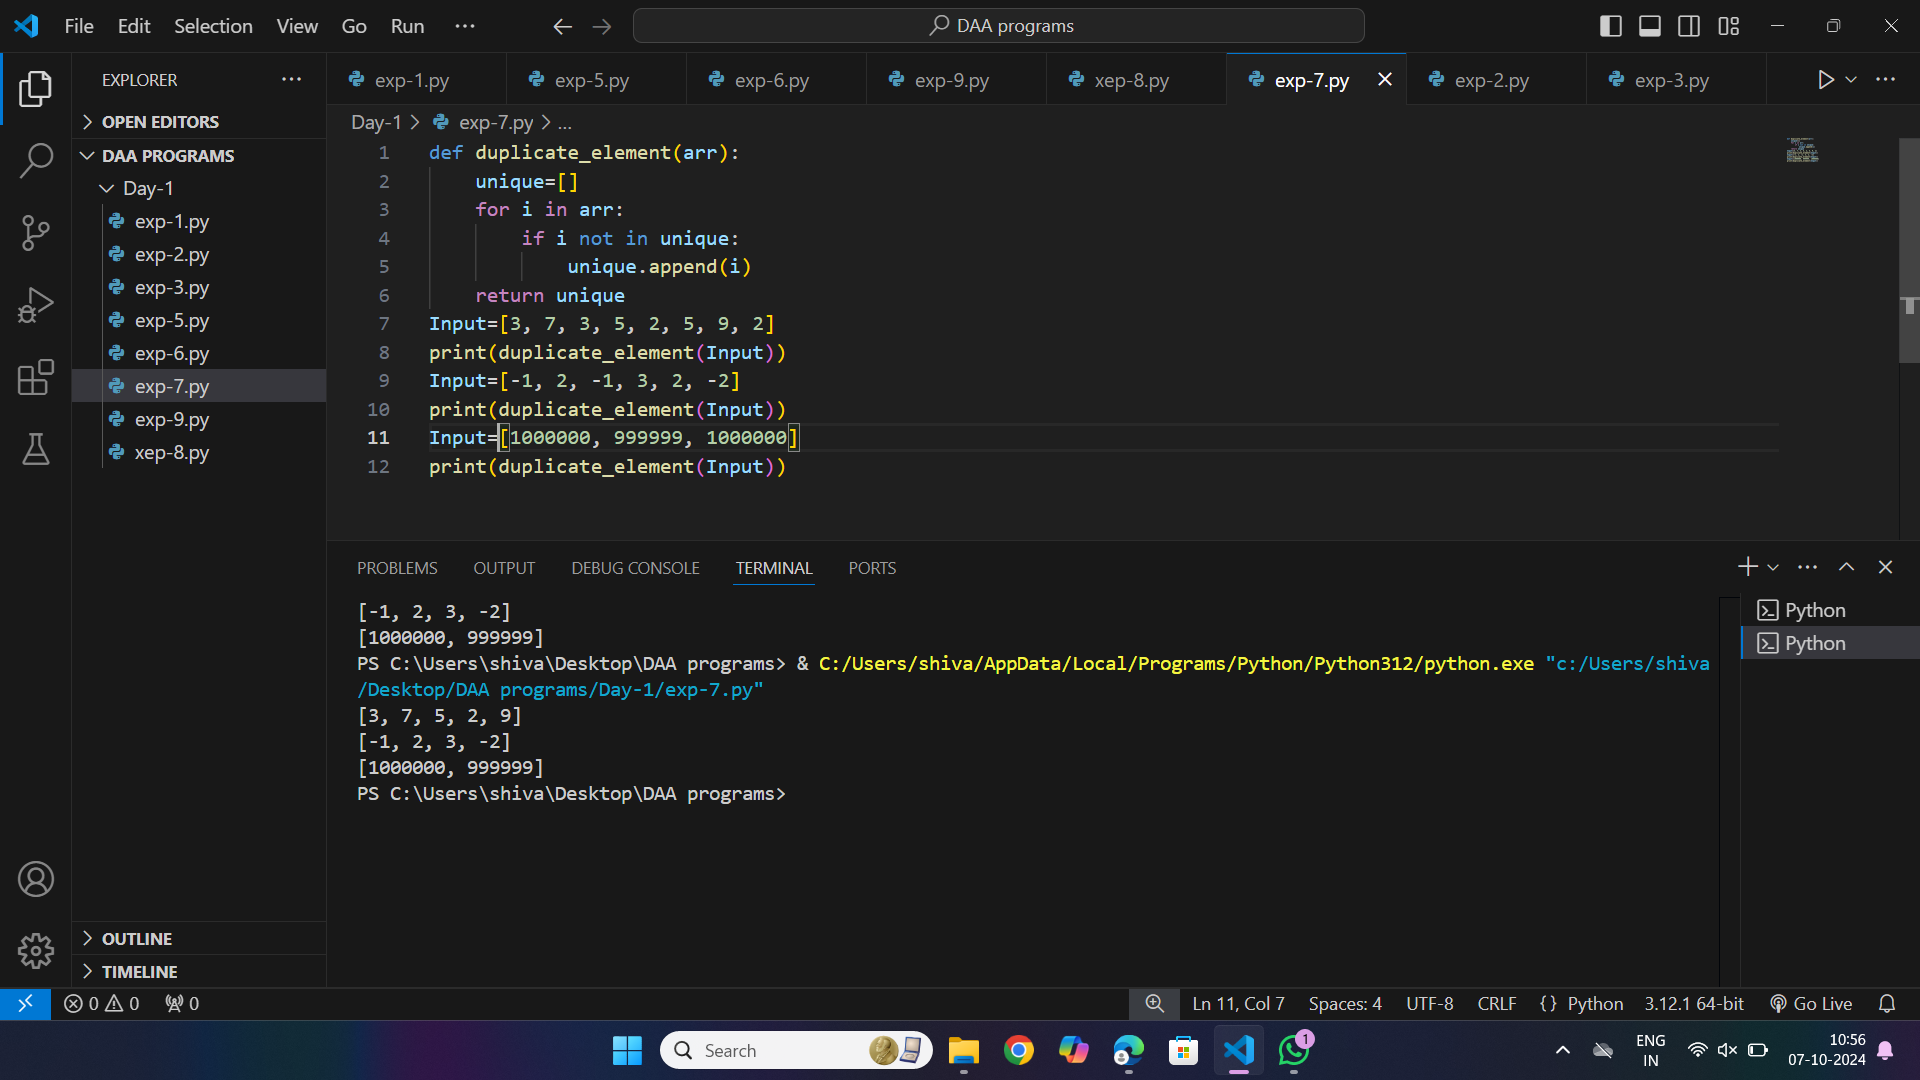 File Edit Selection View Go Run ···
DAA programs
EXPLORER
exp-1.py exp-5.py exp-6.py exp-9.py xep-8.py exp-7.py exp-2.py exp-3.py
OPEN EDITORS
DAA PROGRAMS
Day-1
exp-1.py
exp-2.py
exp-3.py
exp-5.py
exp-6.py
exp-7.py
exp-9.py
xep-8.py
OUTLINE
TIMELINE
Day-1 > exp-7.py > ...
1 def duplicate_element(arr):
2 unique=[]
3 for i in arr:
4 if i not in unique:
5 unique.append(i)
6 return unique
7 Input=[3, 7, 3, 5, 2, 5, 9, 2]
8 print(duplicate_element(Input))
9 Input=[-1, 2, -1, 3, 2, -2]
10 print(duplicate_element(Input))
11 Input=[1000000, 999999, 1000000]
12 print(duplicate_element(Input))
PROBLEMS OUTPUT DEBUG CONSOLE TERMINAL PORTS
[-1, 2, 3, -2]
[1000000, 999999]
PS C:\Users\shiva\Desktop\DAA programs> & C:/Users/shiva/AppData/Local/Programs/Python/Python312/python.exe "c:/Users/shiva
/Desktop/DAA programs/Day-1/exp-7.py"
[3, 7, 5, 2, 9]
[-1, 2, 3, -2]
[1000000, 999999]
PS C:\Users\shiva\Desktop\DAA programs>
Python
Python
0 0 0
Ln 11, Col 7 Spaces: 4 UTF-8 CRLF {} Python 3.12.1 64-bit Go Live
Search
1
ENG
IN
10:56
07-10-2024